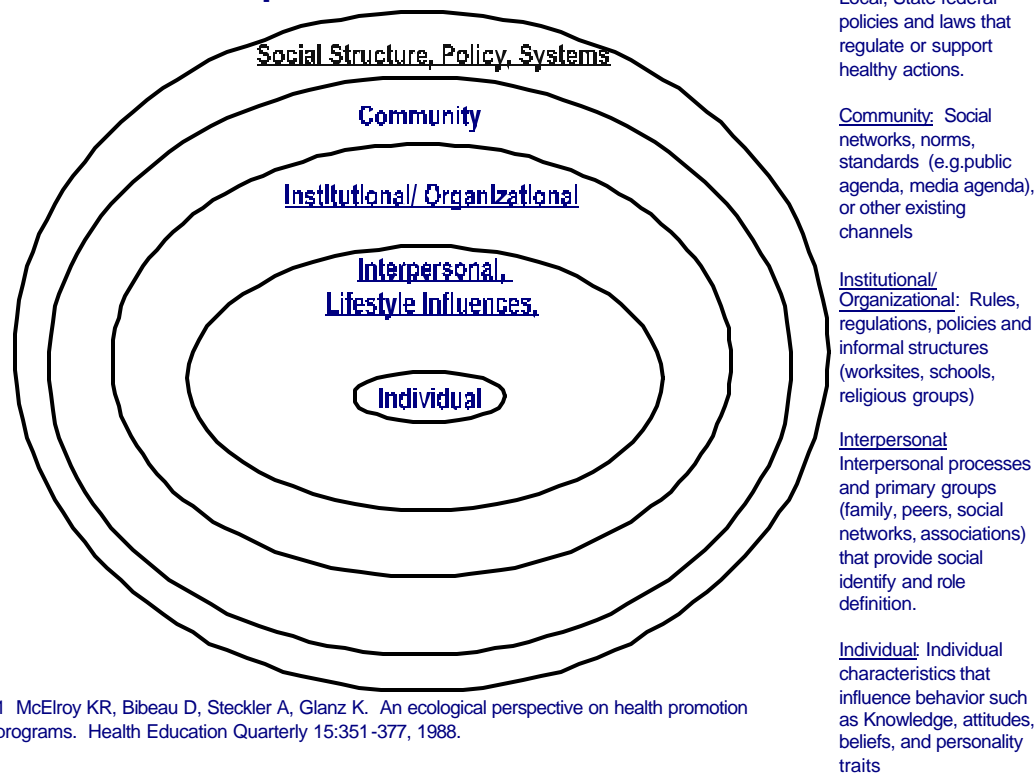 Social Structure, Policy, Systems
Community
Institutional/ Organizational
Interpersonal,
Lifestyle Influences,
Individual
Local, State federal
policies and laws that
regulate or support
healthy actions.
Community: Social
networks, norms,
standards (e.g.public
agenda, media agenda),
or other existing
channels
Institutional/
Organizational: Rules,
regulations, policies and
informal structures
(worksites, schools,
religious groups)
Interpersonal:
Interpersonal processes
and primary groups
(family, peers, social
networks, associations)
that provide social
identify and role
definition.
Individual: Individual
characteristics that
influence behavior such
as Knowledge, attitudes,
beliefs, and personality
traits
1 McElroy KR, Bibeau D, Steckler A, Glanz K. An ecological perspective on health promotion
programs. Health Education Quarterly 15:351-377, 1988.